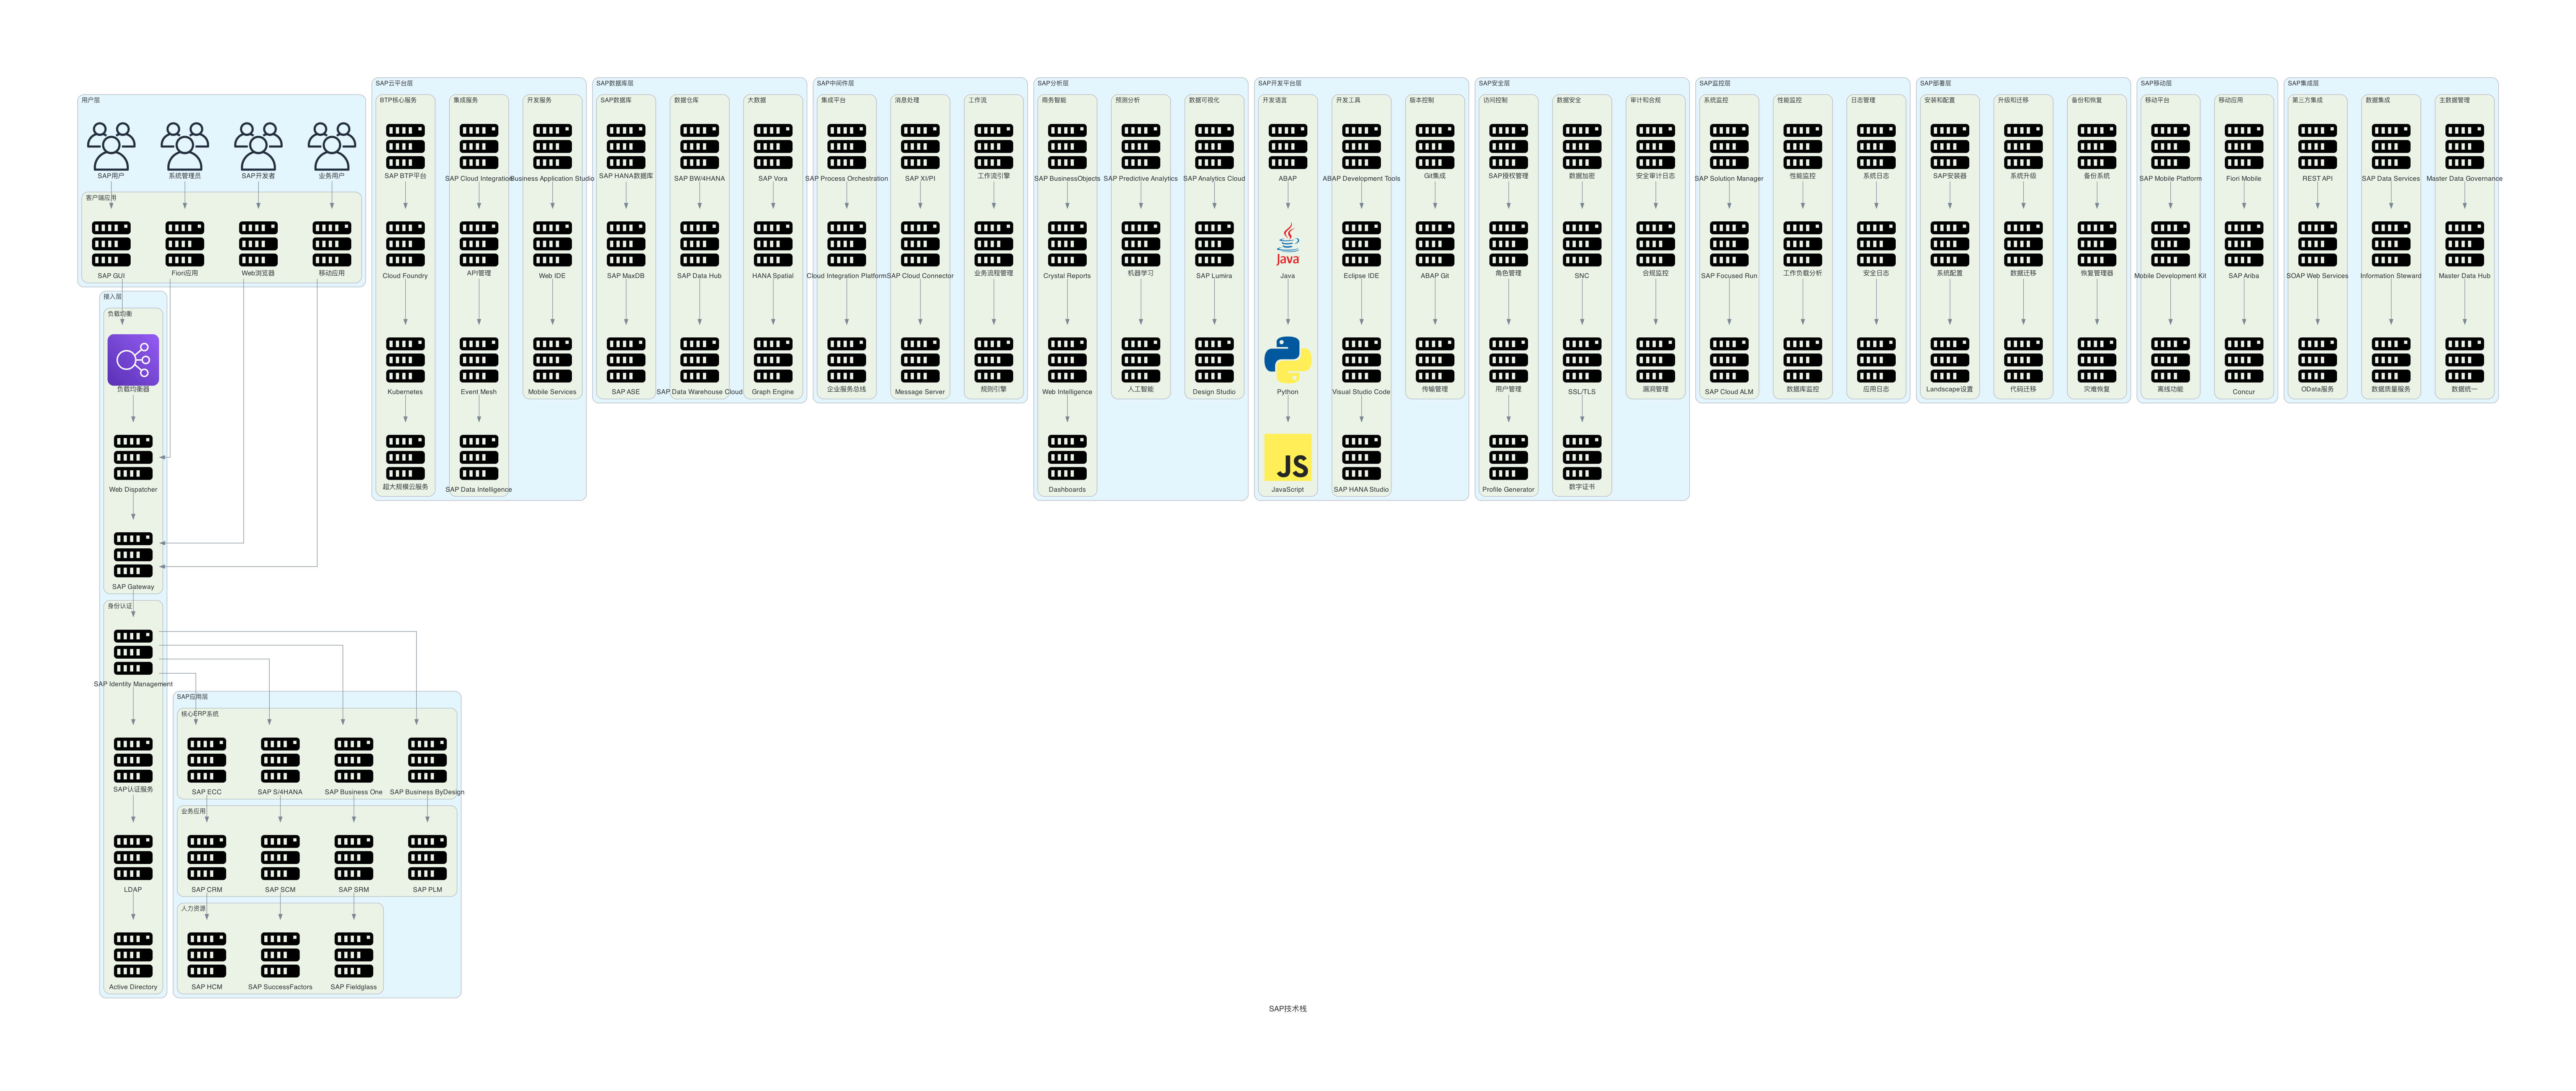 用户层
SAP用户
系统管理员
SAP开发者
业务用户
客户端应用
SAP GUI
Fiori应用
Web浏览器
移动应用
接入层
负载均衡
负载均衡器
Web Dispatcher
SAP Gateway
身份认证
SAP Identity Management
SAP认证服务
LDAP
Active Directory
SAP应用层
核心ERP系统
SAP ECC
SAP S/4HANA
SAP Business One
SAP Business ByDesign
业务应用
SAP CRM
SAP SCM
SAP SRM
SAP PLM
人力资源
SAP HCM
SAP SuccessFactors
SAP Fieldglass
SAP云平台层
BTP核心服务
SAP BTP平台
Cloud Foundry
Kubernetes
超大规模云服务
集成服务
SAP Cloud Integration
API管理
Event Mesh
SAP Data Intelligence
开发服务
Business Application Studio
Web IDE
Mobile Services
SAP数据库层
SAP数据库
SAP HANA数据库
SAP MaxDB
SAP ASE
数据仓库
SAP BW/4HANA
SAP Data Hub
SAP Data Warehouse Cloud
大数据
SAP Vora
HANA Spatial
Graph Engine
SAP中间件层
集成平台
SAP Process Orchestration
Cloud Integration Platform
企业服务总线
消息处理
SAP XI/PI
SAP Cloud Connector
Message Server
工作流
工作流引擎
业务流程管理
规则引擎
SAP分析层
商务智能
SAP BusinessObjects
Crystal Reports
Web Intelligence
Dashboards
预测分析
SAP Predictive Analytics
机器学习
人工智能
数据可视化
SAP Analytics Cloud
SAP Lumira
Design Studio
SAP开发平台层
开发语言
ABAP
Java
Java
Python
JS
JavaScript
开发工具
ABAP Development Tools
Eclipse IDE
Visual Studio Code
SAP HANA Studio
版本控制
Git集成
ABAP Git
传输管理
SAP安全层
访问控制
SAP授权管理
角色管理
用户管理
Profile Generator
数据安全
数据加密
SNC
SSL/TLS
数字证书
审计和合规
安全审计日志
合规监控
漏洞管理
SAP监控层
系统监控
SAP Solution Manager
SAP Focused Run
SAP Cloud ALM
性能监控
性能监控
工作负载分析
数据库监控
日志管理
系统日志
安全日志
应用日志
SAP部署层
安装和配置
SAP安装器
系统配置
Landscape设置
升级和迁移
系统升级
数据迁移
代码迁移
备份和恢复
备份系统
恢复管理器
灾难恢复
SAP移动层
移动平台
SAP Mobile Platform
Mobile Development Kit
离线功能
移动应用
Fiori Mobile
SAP Ariba
Concur
SAP集成层
第三方集成
REST API
SOAP Web Services
OData服务
数据集成
SAP Data Services
Information Steward
数据质量服务
主数据管理
Master Data Governance
Master Data Hub
数据统一
SAP技术栈